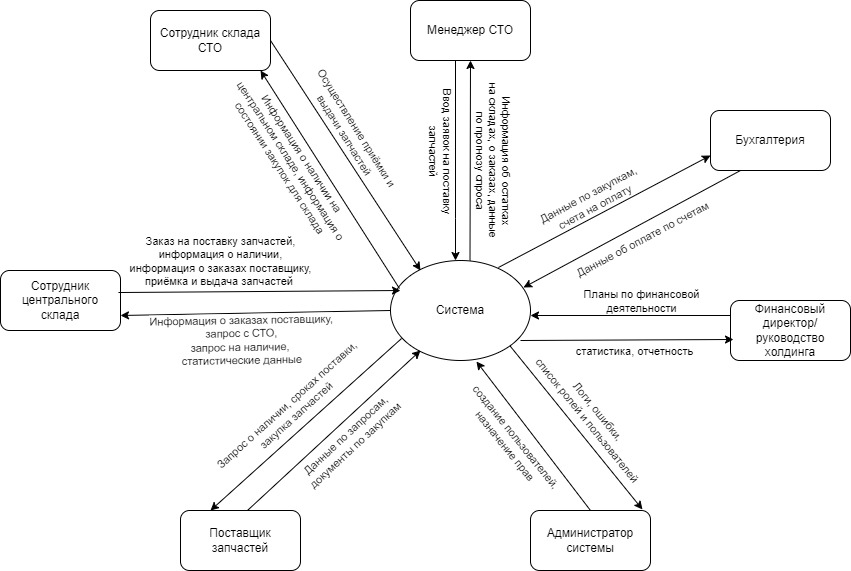 Сотрудник склада
СТО
Менеджер СТО
Осуществление приёмки и
выдачи запчастей
Информация о наличии на
центральном складе, информация о
состоянии закупок для склада
Ввод заявок на поставку
запчастей
Информация об остатках
на складах, о заказах, данные
по прогнозу спроса
Бухгалтерия
Данные по закупкам,
счета на оплату
Данные об оплате по счетам
Заказ на поставку запчастей,
информация о наличии,
информация о заказах поставщику,
приёмка и выдача запчастей
Сотрудник
центрального
склада
Система
Информация о заказах поставщику,
запрос с СТО,
запрос на наличие,
статистические данные
Планы по финансовой
деятельности
Финансовый
директор/
руководство
холдинга
статистика, отчетность
Запрос о наличии, сроках поставки,
закупка запчастей
Данные по запросам,
документы по закупкам
создание пользователей,
назначение прав
Логи, ошибки,
список ролей и пользователей
Поставщик
запчастей
Администратор
системы